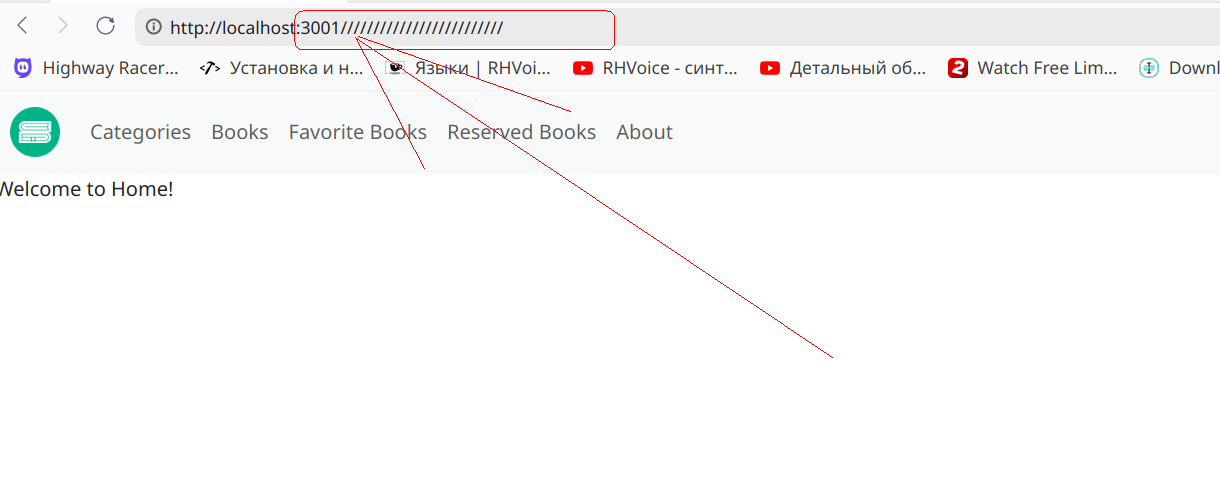 http://localhost:3001/////////////////////////
Highway Racer... Установка и н... Языки | RHVoi... RHVoice - синт... Детальный об... Watch Free Lim... Downl
Categories Books Favorite Books Reserved Books About
Welcome to Home!